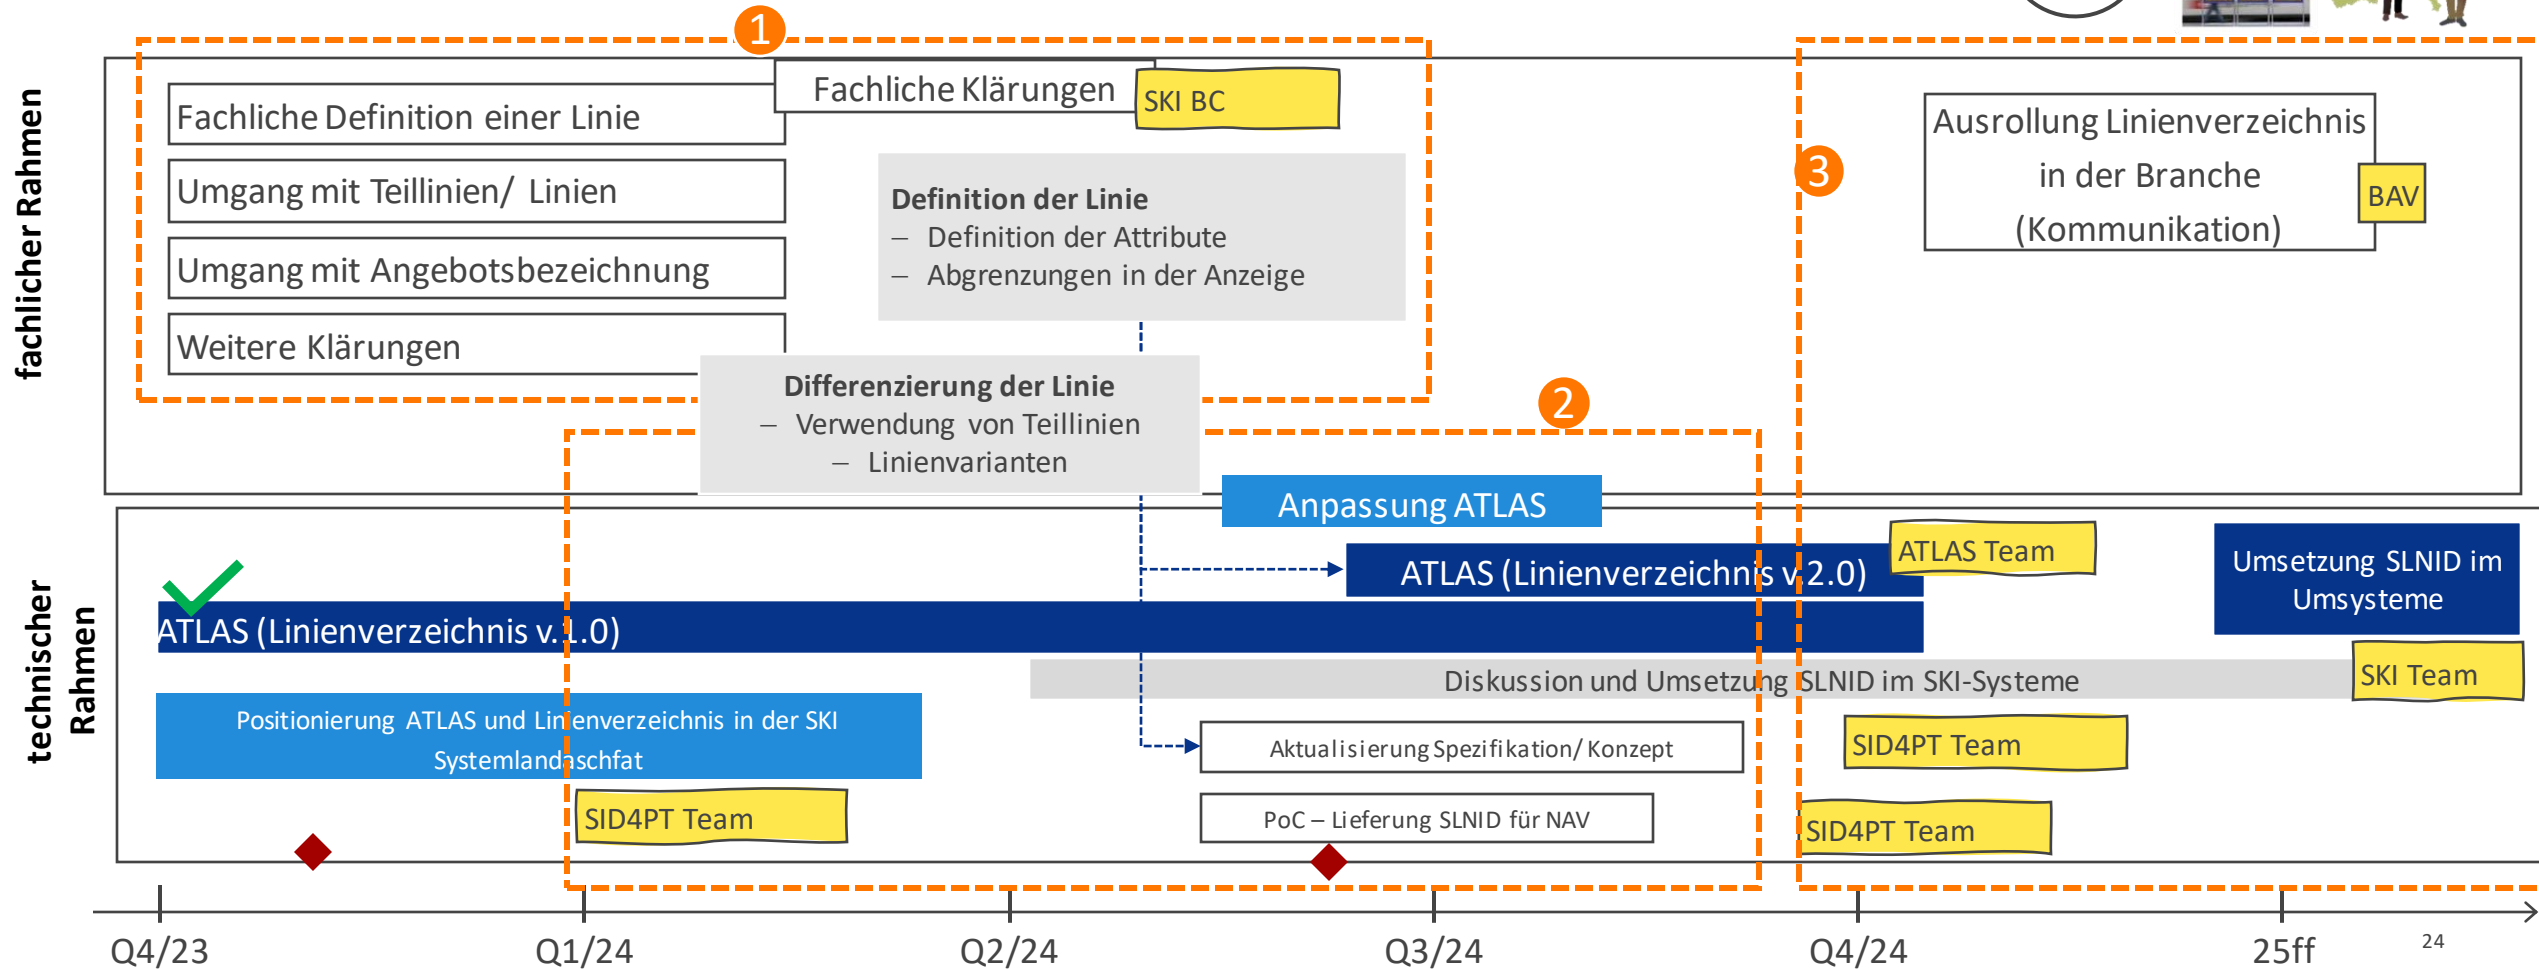 1
fachlicher Rahmen
Fachliche Definition einer Linie
Umgang mit Teillinien/ Linien
Umgang mit Angebotsbezeichnung
Weitere Klärungen
Fachliche Klärungen
SKI BC
Definition der Linie
– Definition der Attribute
– Abgrenzungen in der Anzeige
Differenzierung der Linie
– Verwendung von Teillinien
– Linienvarianten
2
3
Ausrollung Linienverzeichnis
in der Branche
(Kommunikation)
BAV
technischer
Rahmen
Anpassung ATLAS
ATLAS (Linienverzeichnis v.2.0)
ATLAS Team
ATLAS (Linienverzeichnis v.1.0)
Umsetzung SLNID im
Umsysteme
Diskussion und Umsetzung SLNID im SKI-Systeme
SKI Team
Positionierung ATLAS und Linienverzeichnis in der SKI
Systemlandaschfat
Aktualisierung Spezifikation/ Konzept
SID4PT Team
SID4PT Team
PoC – Lieferung SLNID für NAV
SID4PT Team
Q4/23
Q1/24
Q2/24
Q3/24
Q4/24
25ff
24